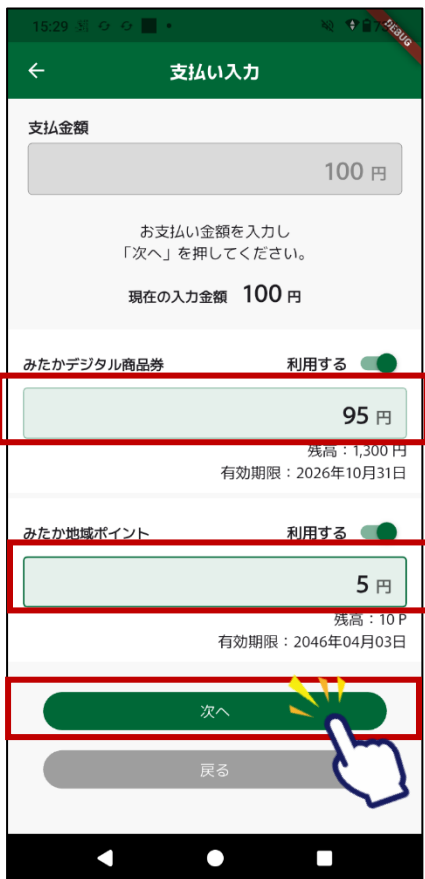 15:29
DEBUG
支払い入力
支払金額
100 円
お支払い金額を入力し
「次へ」を押してください。
現在の入力金額 100 円
みたかデジタル商品券 利用する
95 円
残高：1,300 円
有効期限：2026年10月31日
みたか地域ポイント 利用する
5 円
残高：10 P
有効期限：2046年04月03日
次へ
戻る